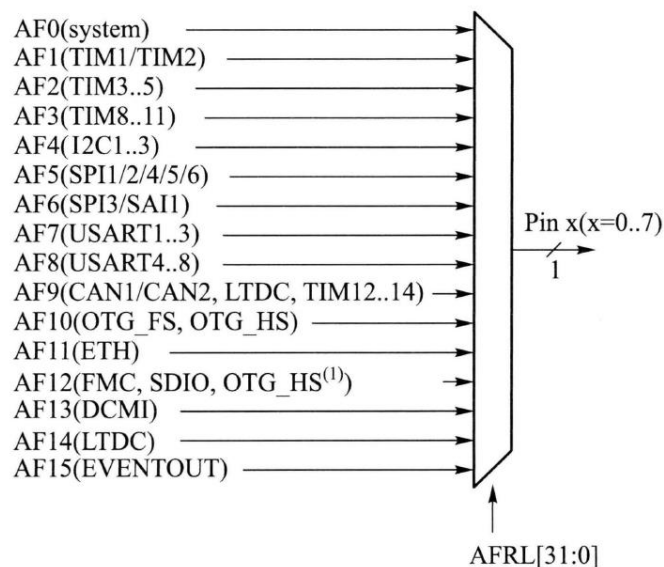 AF0(system)
AF1(TIM1/TIM2)
AF2(TIM3..5)
AF3(TIM8..11)
AF4(I2C1..3)
AF5(SPI1/2/4/5/6)
AF6(SPI3/SAI1)
AF7(USART1..3)
AF8(USART4..8)
AF9(CAN1/CAN2, LTDC, TIM12..14)
AF10(OTG_FS, OTG_HS)
AF11(ETH)
AF12(FMC, SDIO, OTG_HS(1))
AF13(DCMI)
AF14(LTDC)
AF15(EVENTOUT)
Pin x(x=0..7)
1
AFRL[31:0]